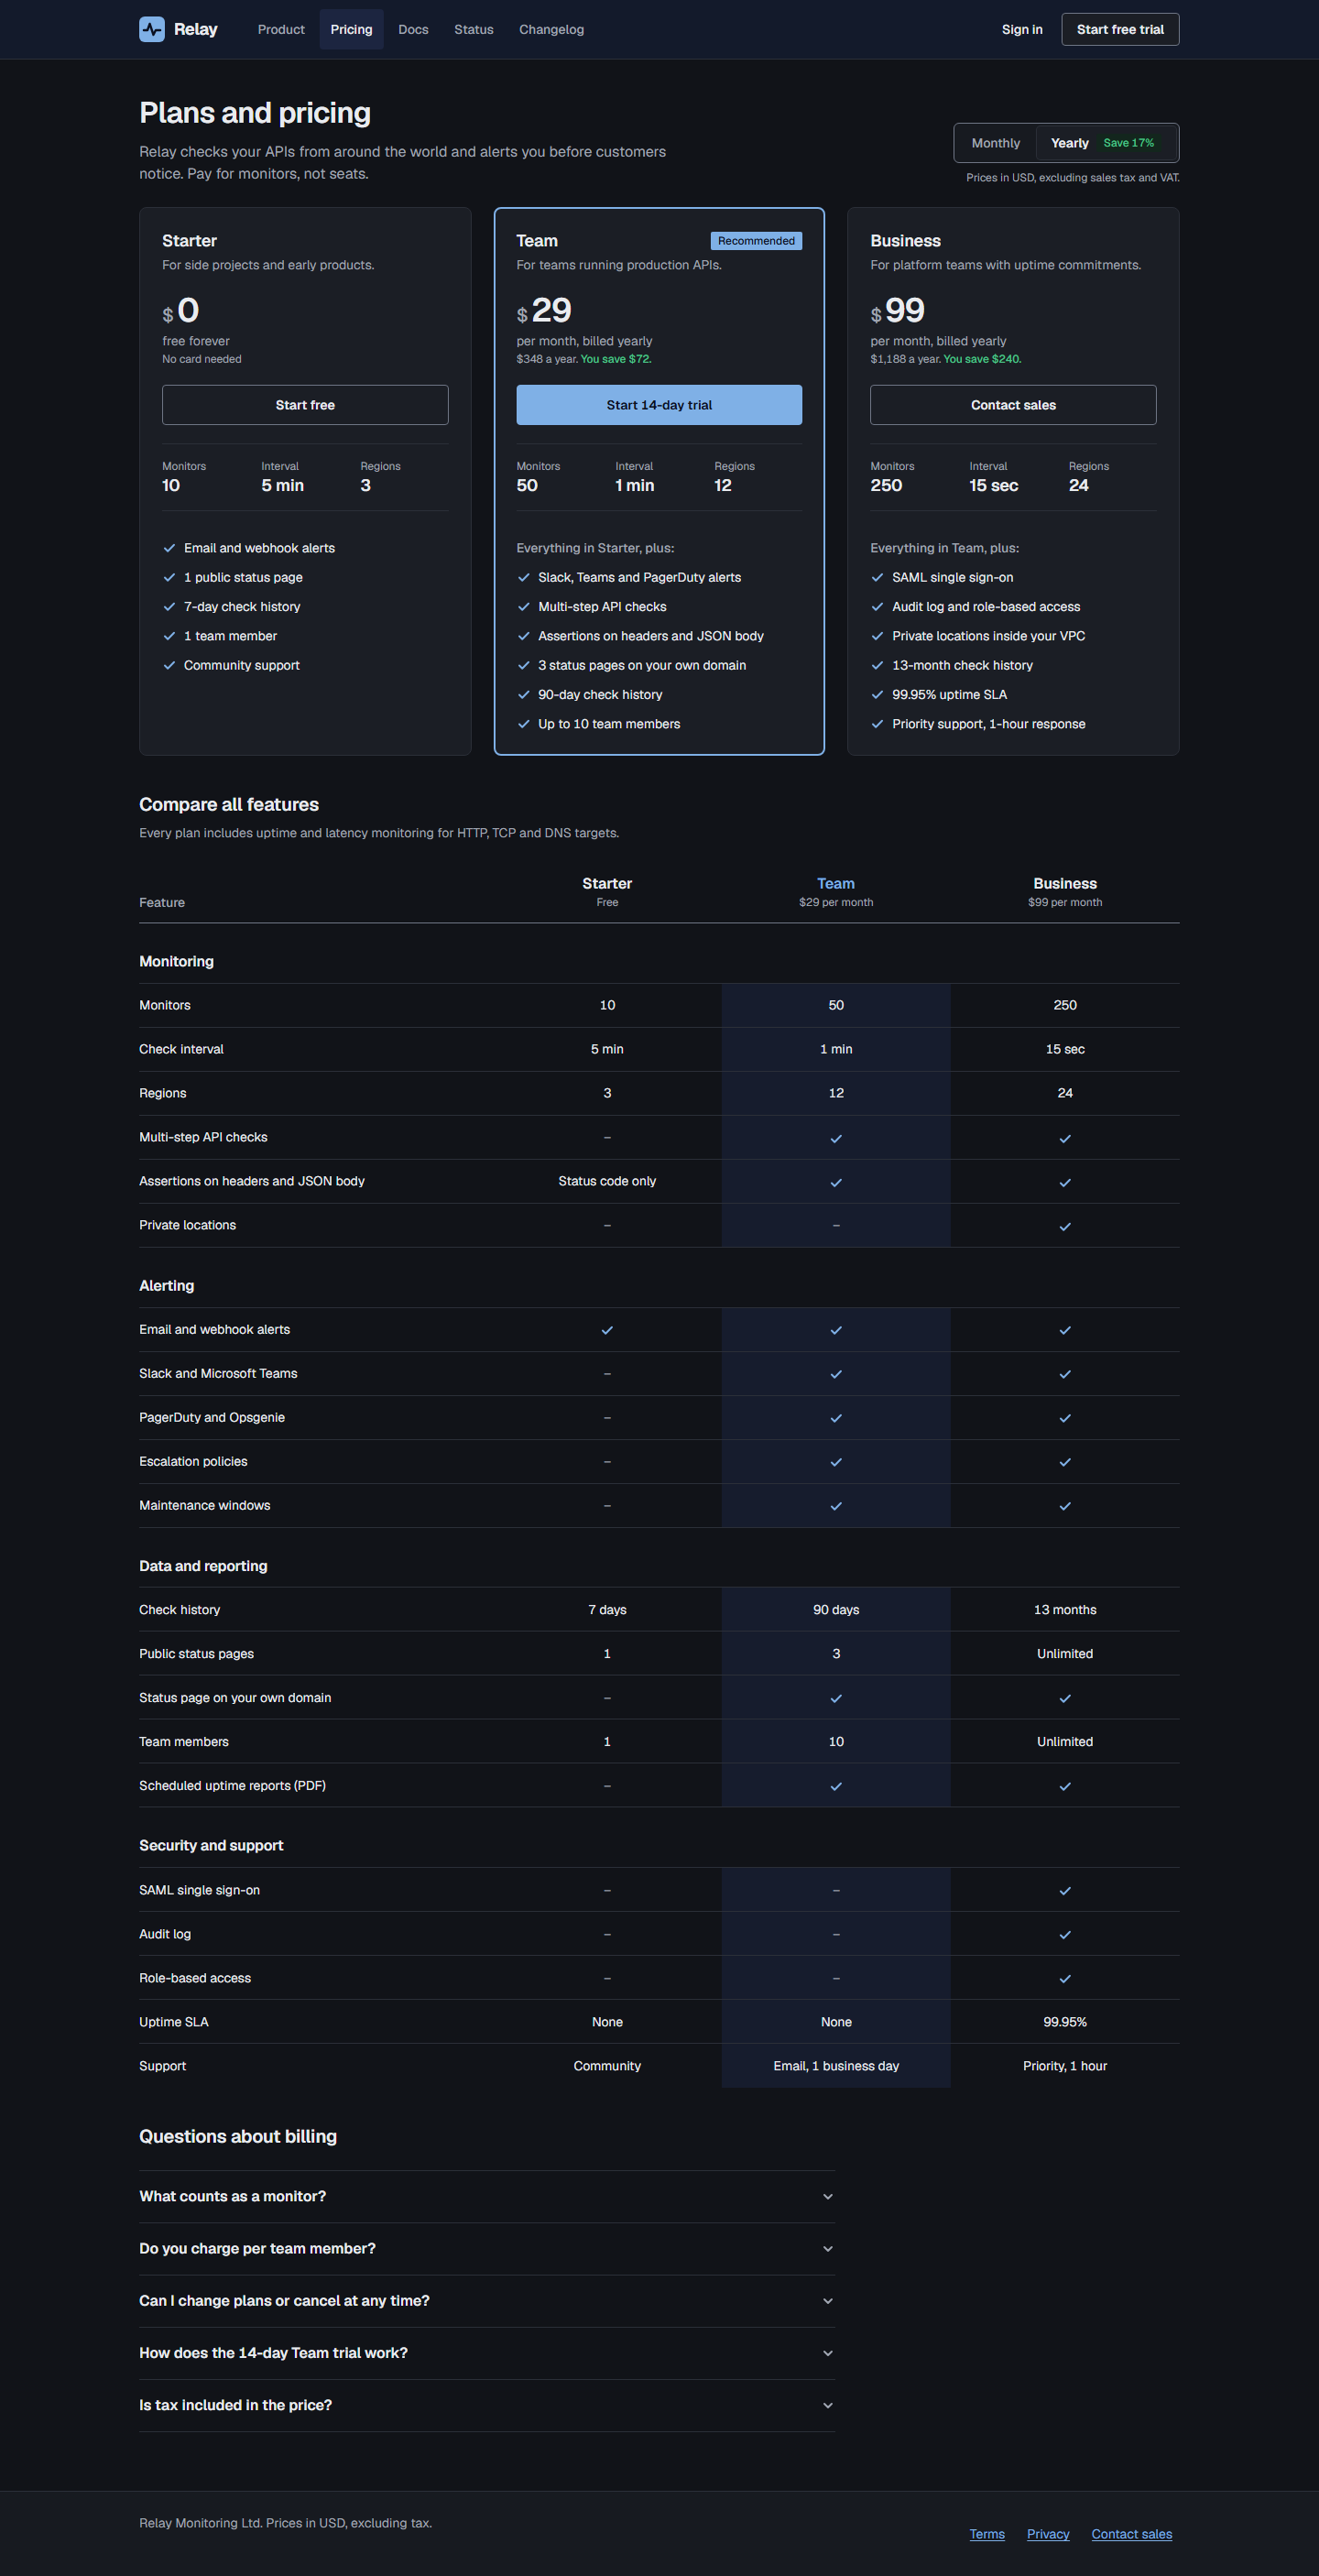 Relay
Product
Pricing
Docs
Status
Changelog
Sign in
Start free trial
Plans and pricing
Relay checks your APIs from around the world and alerts you before customers
notice. Pay for monitors, not seats.
Monthly
Yearly
Save 17%
Prices in USD, excluding sales tax and VAT.
Starter
For side projects and early products.
$0
free forever
No card needed
Start free
Monitors
Interval
Regions
10
5 min
3
Email and webhook alerts
1 public status page
7-day check history
1 team member
Community support
Team
Recommended
For teams running production APIs.
$29
per month, billed yearly
$348 a year. You save $72.
Start 14-day trial
Monitors
Interval
Regions
50
1 min
12
Everything in Starter, plus:
Slack, Teams and PagerDuty alerts
Multi-step API checks
Assertions on headers and JSON body
3 status pages on your own domain
90-day check history
Up to 10 team members
Business
For platform teams with uptime commitments.
$99
per month, billed yearly
$1,188 a year. You save $240.
Contact sales
Monitors
Interval
Regions
250
15 sec
24
Everything in Team, plus:
SAML single sign-on
Audit log and role-based access
Private locations inside your VPC
13-month check history
99.95% uptime SLA
Priority support, 1-hour response
Compare all features
Every plan includes uptime and latency monitoring for HTTP, TCP and DNS targets.
Feature
Starter
Free
Team
$29 per month
Business
$99 per month
Monitoring
Monitors 10 50 250
Check interval 5 min 1 min 15 sec
Regions 3 12 24
Multi-step API checks –
Assertions on headers and JSON body Status code only
Private locations – –
Alerting
Email and webhook alerts
Slack and Microsoft Teams –
PagerDuty and Opsgenie –
Escalation policies –
Maintenance windows –
Data and reporting
Check history 7 days 90 days 13 months
Public status pages 1 3 Unlimited
Status page on your own domain –
Team members 1 10 Unlimited
Scheduled uptime reports (PDF) –
Security and support
SAML single sign-on – –
Audit log – –
Role-based access – –
Uptime SLA None None 99.95%
Support Community Email, 1 business day Priority, 1 hour
Questions about billing
What counts as a monitor?
Do you charge per team member?
Can I change plans or cancel at any time?
How does the 14-day Team trial work?
Is tax included in the price?
Relay Monitoring Ltd. Prices in USD, excluding tax.
Terms
Privacy
Contact sales